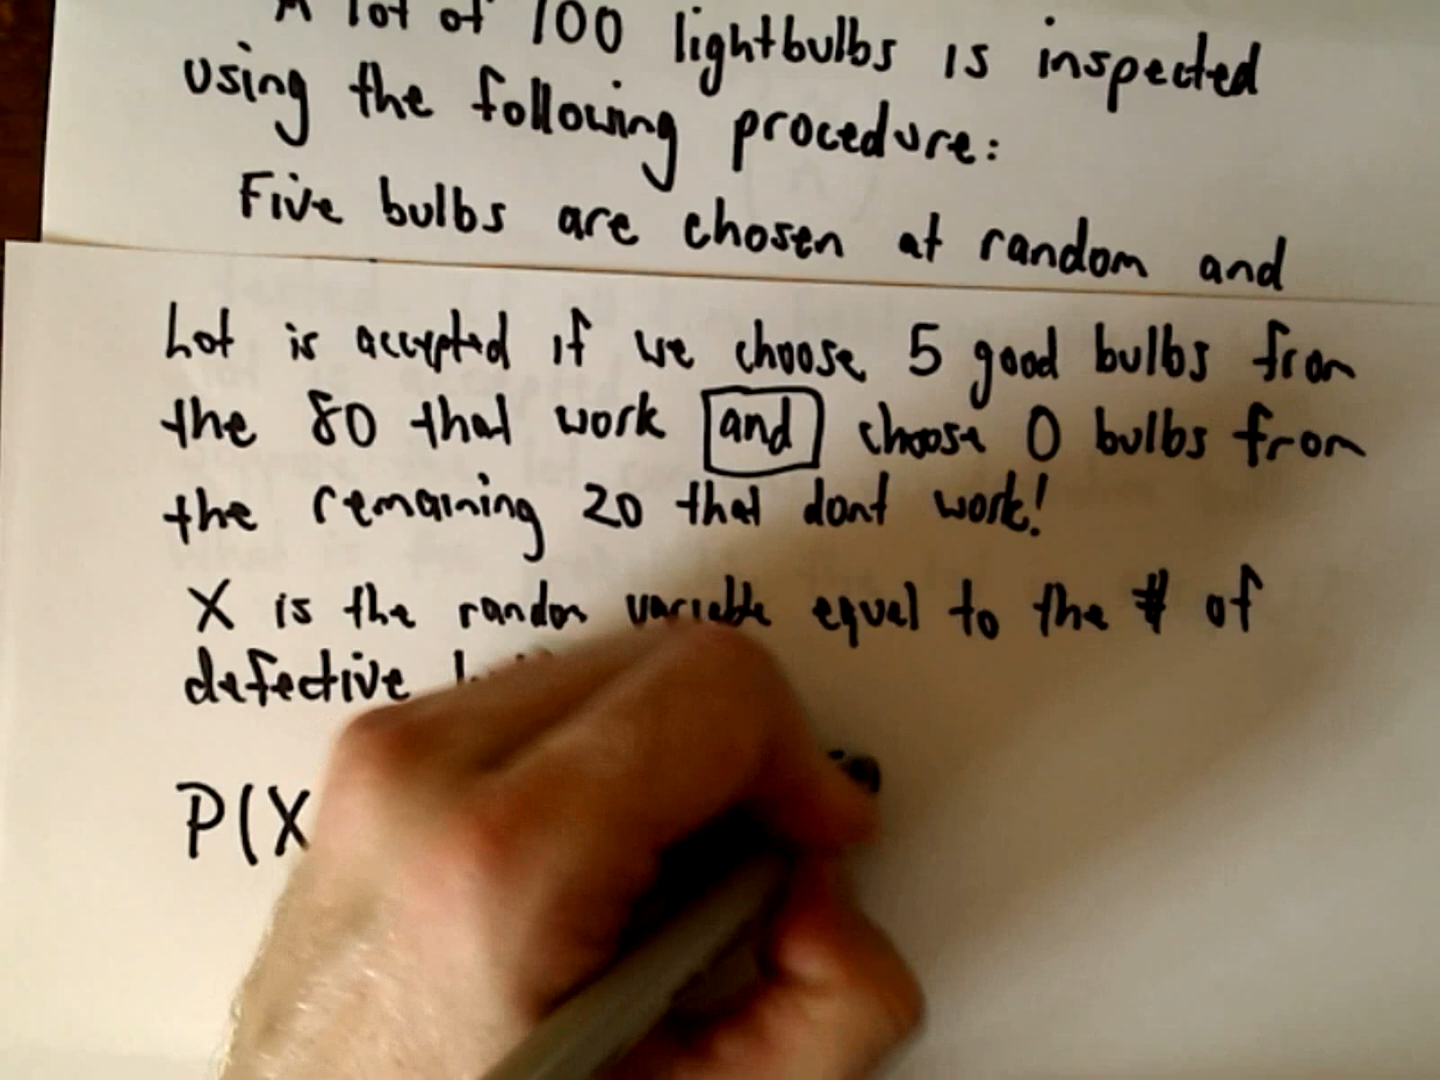 A lot of 100 lightbulbs is inspected
using the following procedure:
Five bulbs are chosen at random and
Lot is accepted if we choose 5 good bulbs from
the 80 that work and choose 0 bulbs from
the remaining 20 that dont work!
X is the random variable equal to the # of
defective
P(X